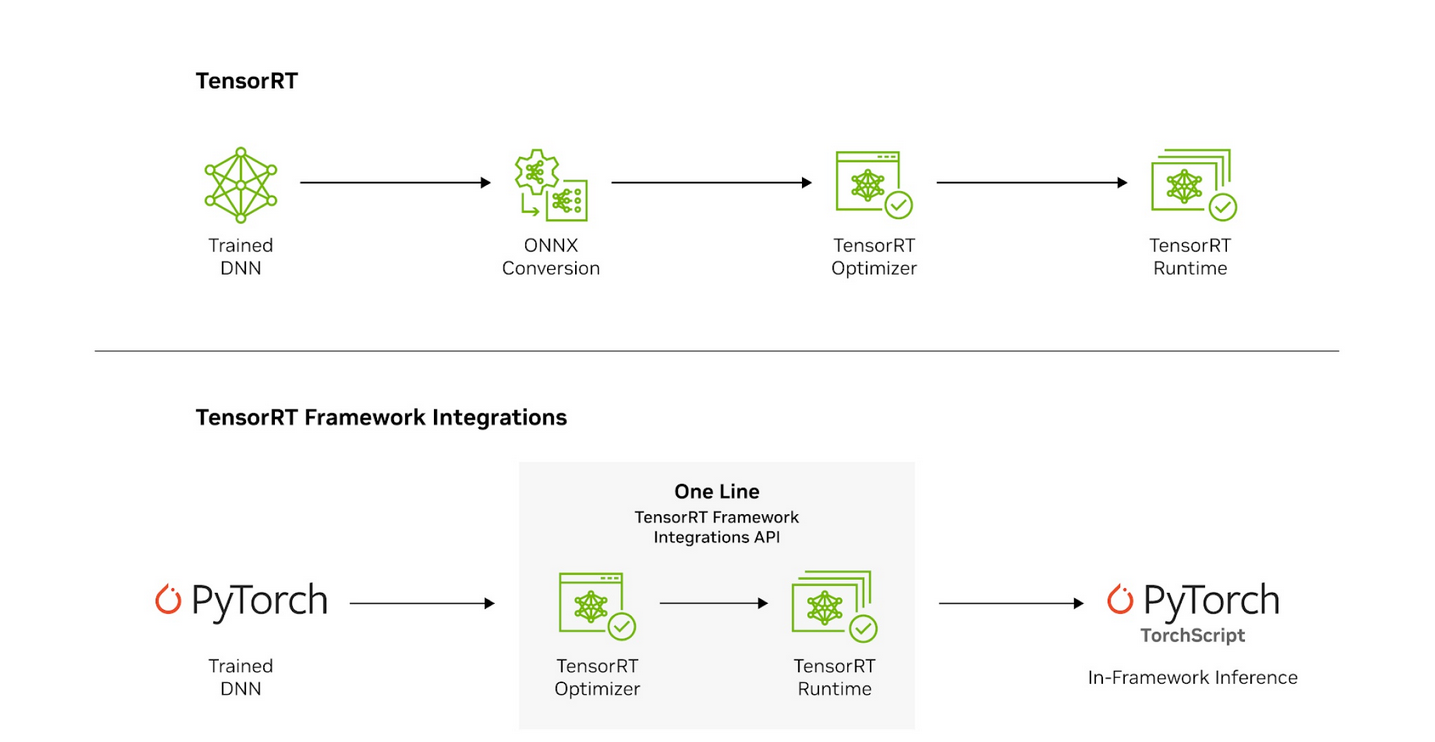 TensorRT
Trained
DNN
ONNX
Conversion
TensorRT
Optimizer
TensorRT
Runtime
TensorRT Framework Integrations
One Line
TensorRT Framework
Integrations API
PyTorch
Trained
DNN
TensorRT
Optimizer
TensorRT
Runtime
PyTorch
TorchScript
In-Framework Inference